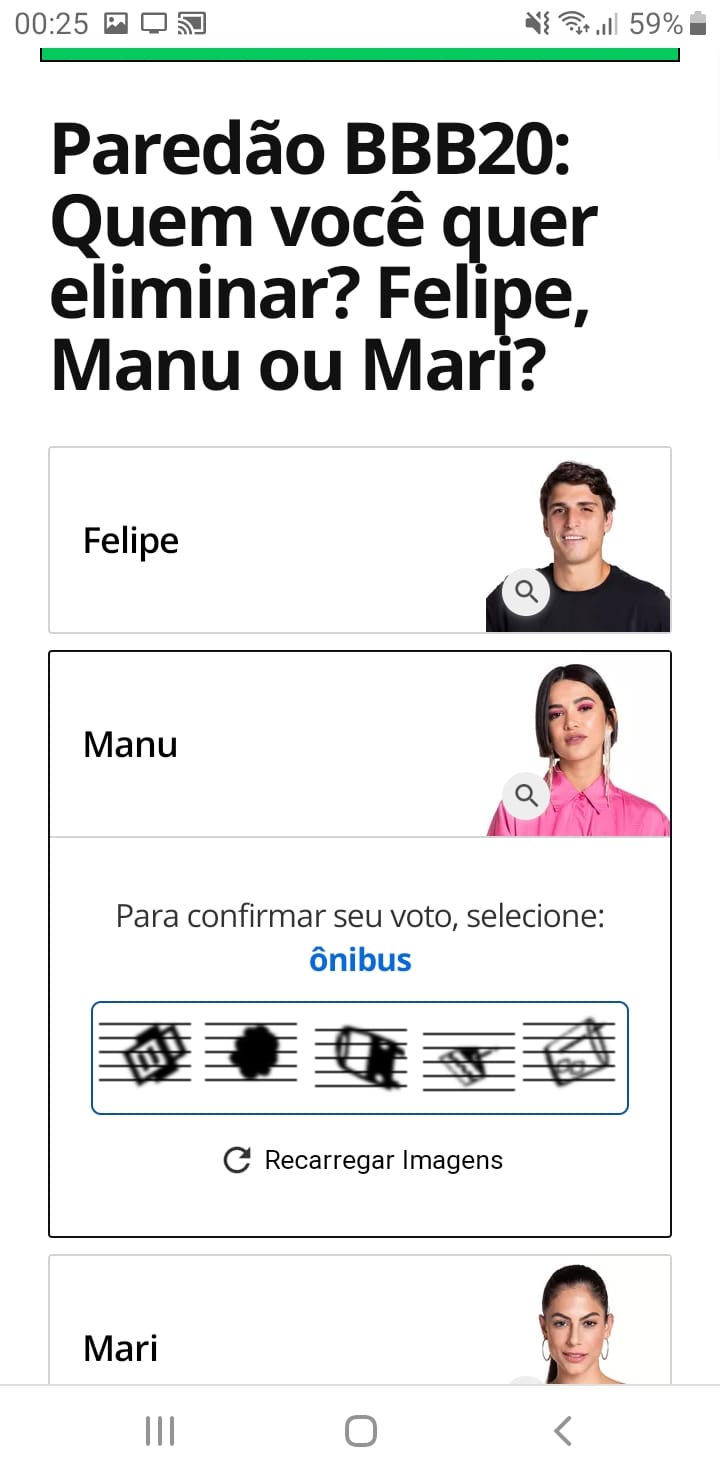 00:25
59%
Paredão BBB20:
Quem você quer
eliminar? Felipe,
Manu ou Mari?
Felipe
Manu
Para confirmar seu voto, selecione:
ônibus
Recarregar Imagens
Mari